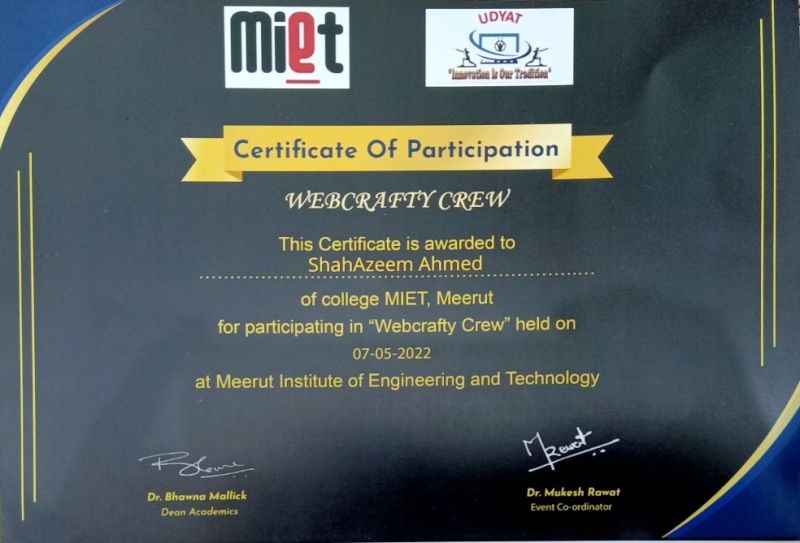 miet
UDYAT
"Innovation Is Our Tradition"
Certificate Of Participation
WEBCRAFTY CREW
This Certificate is awarded to
ShahAzeem Ahmed
of college MIET, Meerut
for participating in “Webcrafty Crew” held on
07-05-2022
at Meerut Institute of Engineering and Technology
MRawat
Dr. Bhawna Mallick
Dean Academics
Dr. Mukesh Rawat
Event Co-ordinator